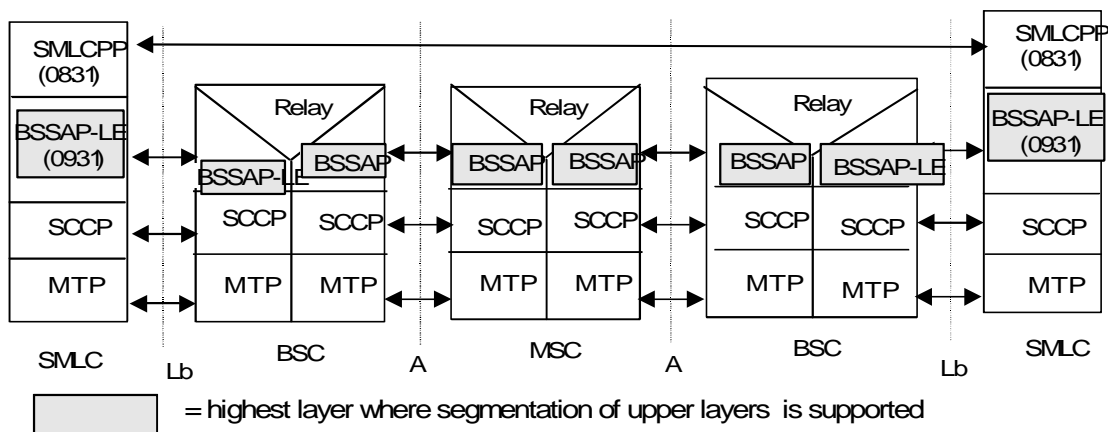 SMLCPP
(0831)
SMLCPP
(0831)
Relay
Relay
Relay
BSSAP-LE
(0931)
BSSAP-LE
BSSAP
BSSAP
BSSAP
BSSAP
BSSAP-LE
BSSAP-LE
(0931)
SCCP
SCCP
SCCP
SCCP
SCCP
SCCP
SCCP
SCCP
MTP
MTP
MTP
MTP
MTP
MTP
MTP
MTP
SMLC
Lb
BSC
A
MSC
A
BSC
Lb
SMLC
= highest layer where segmentation of upper layers is supported